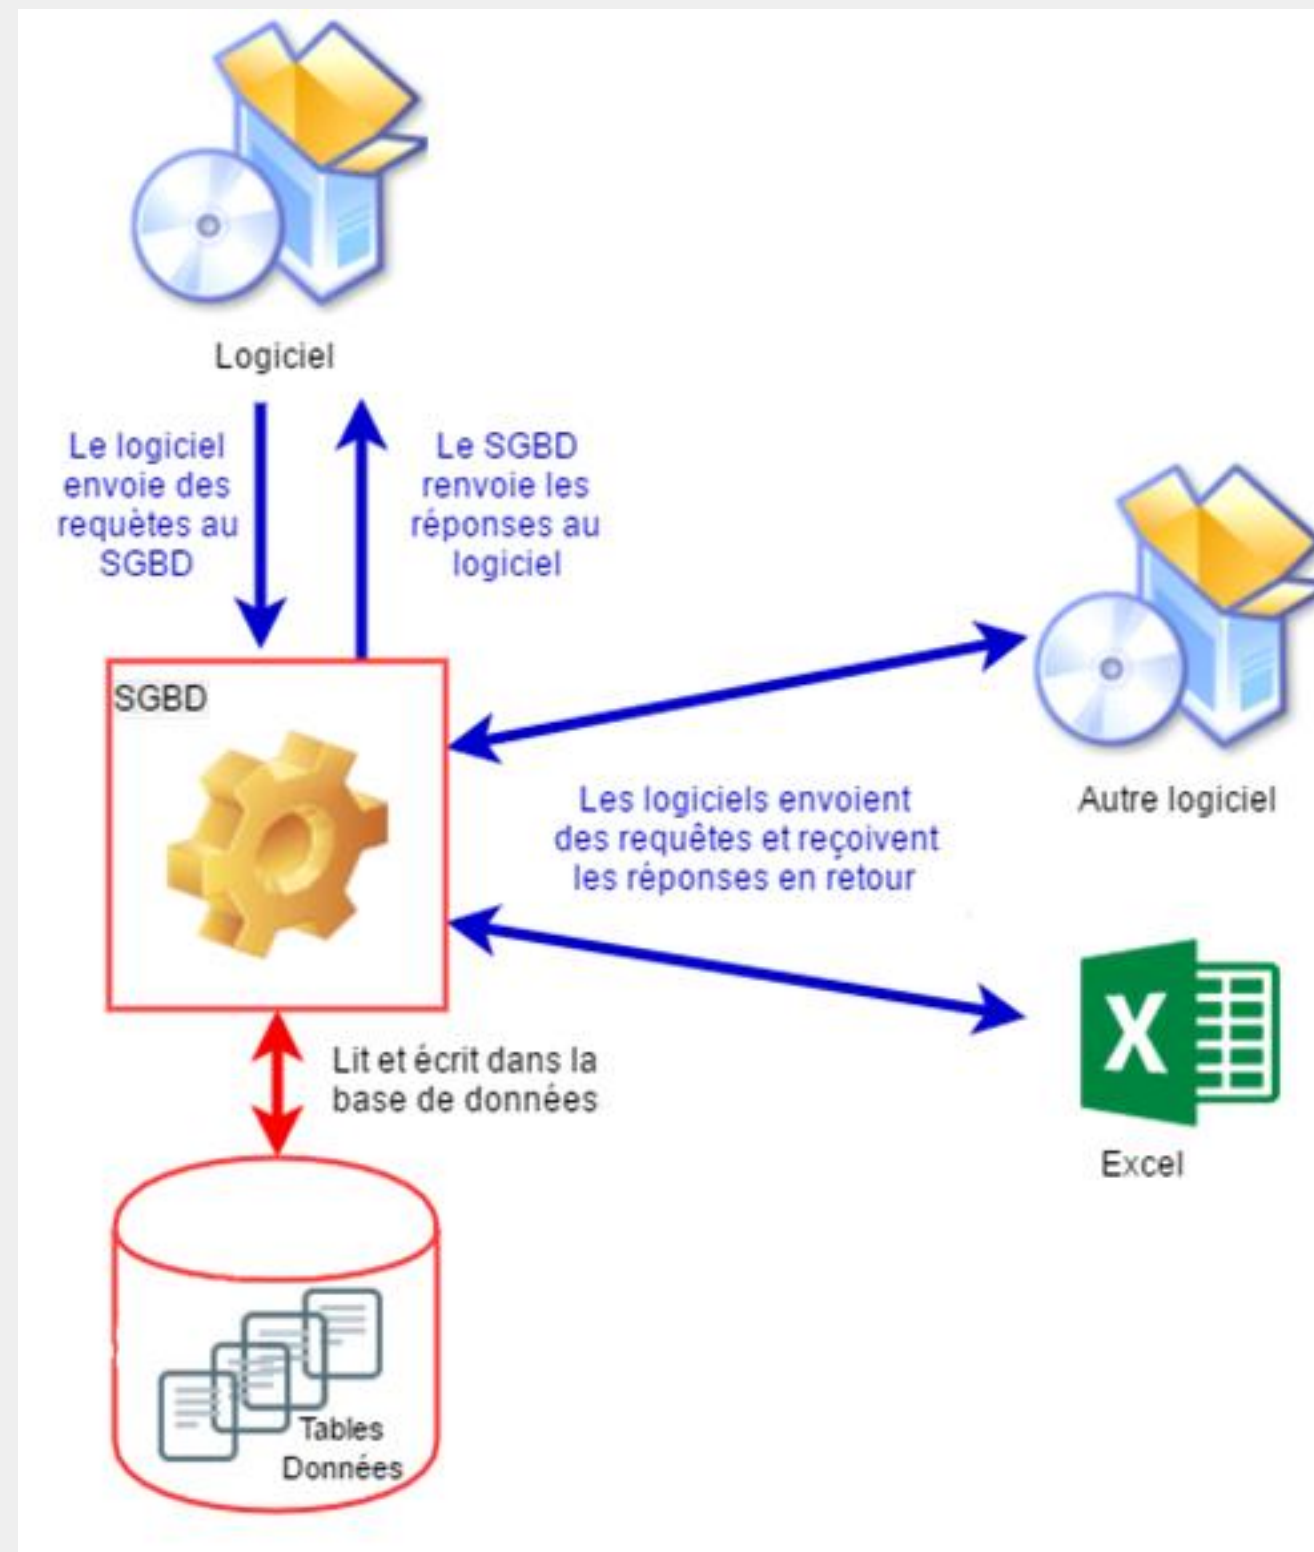 Logiciel
Le logiciel
envoie des
requètes au
SGBD
Le SGBD
renvoie les
réponses au
logiciel
SGBD
Autre logiciel
Les logiciels envoient
des requêtes et reçoivent
les réponses en retour
X
Excel
Lit et écrit dans la
base de données
Tables
Données